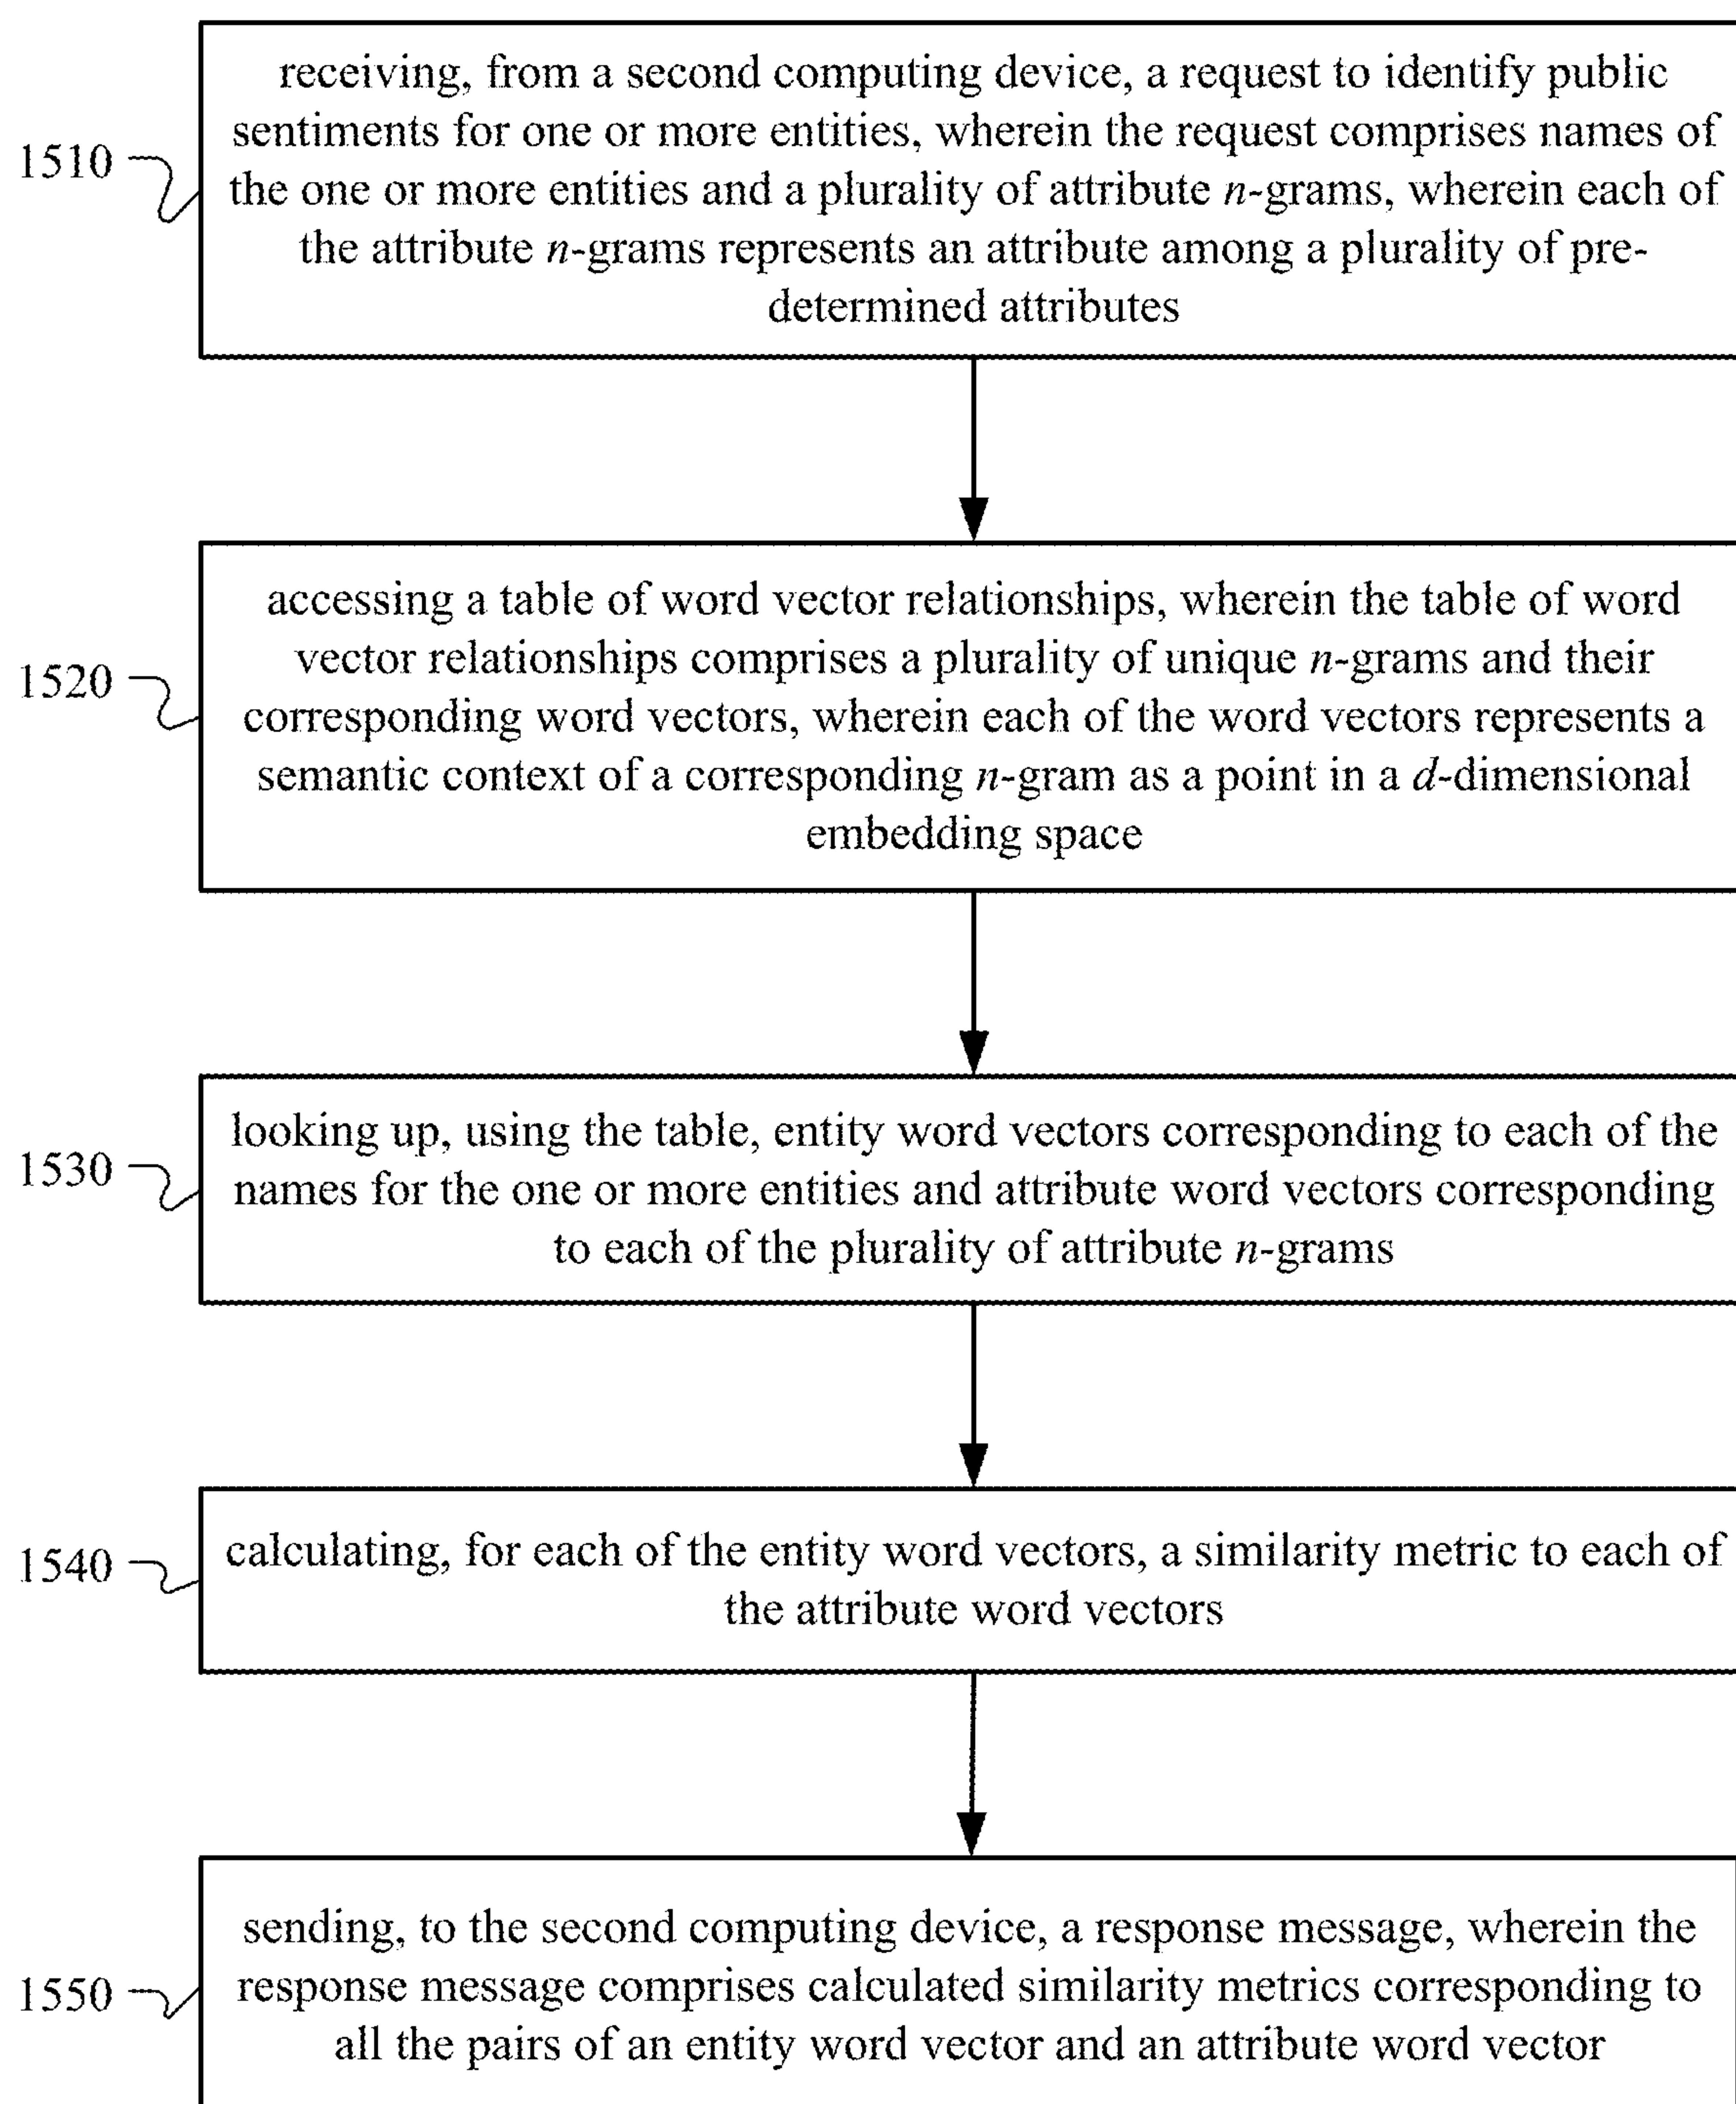 receiving, from a second computing device, a request to identify public
sentiments for one or more entities, wherein the request comprises names of
1510
the one or more entities and a plurality of attribute n-grams, wherein each of
the attribute n-grams represents an attribute among a plurality of pre-
determined attributes
accessing a table of word vector relationships, wherein the table of word
vector relationships comprises a plurality of unique n-grams and their
1520
corresponding word vectors, wherein each of the word vectors represents a
semantic context of a corresponding n-gram as a point in a d-dimensional
embedding space
looking up, using the table, entity word vectors corresponding to each of the
1530
names for the one or more entities and attribute word vectors corresponding
to each of the plurality of attribute n-grams
calculating, for each of the entity word vectors, a similarity metric to each of
1540
the attribute word vectors
sending, to the second computing device, a response message, wherein the
1550
response message comprises calculated similarity metrics corresponding to
all the pairs of an entity word vector and an attribute word vector